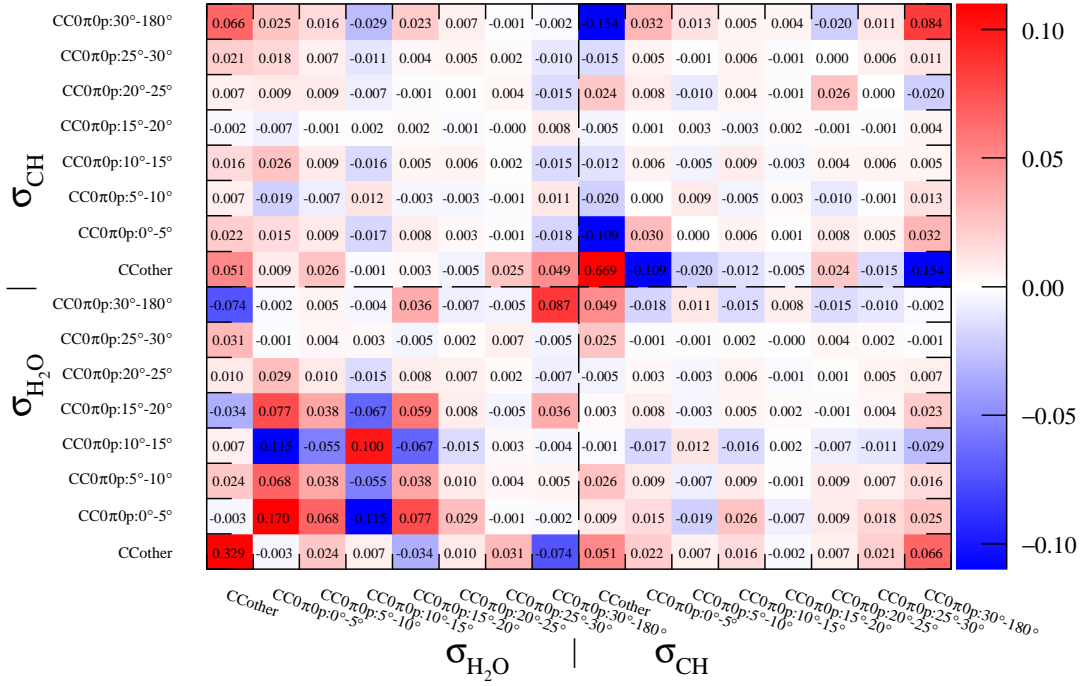 CC0π0p:30°-180° 0.066 0.025 0.016 -0.029 0.023 0.007 -0.001 -0.002 -0.154 0.032 0.013 0.005 0.004 -0.020 0.011 0.084
0.10
CC0π0p:25°-30° 0.021 0.018 0.007 -0.011 0.004 0.005 0.002 -0.010 -0.015 0.005 -0.001 0.006 -0.001 0.000 0.006 0.011
CC0π0p:20°-25° 0.007 0.009 0.009 -0.007 -0.001 0.001 0.004 -0.015 0.024 0.008 -0.010 0.004 -0.001 0.026 0.000 -0.020
CC0π0p:15°-20° -0.002 -0.007 -0.001 0.002 0.002 -0.001 -0.000 0.008 -0.005 0.001 0.003 -0.003 0.002 -0.001 -0.001 0.004
0.05
CC0π0p:10°-15° 0.016 0.026 0.009 -0.016 0.005 0.006 0.002 -0.015 -0.012 0.006 -0.005 0.009 -0.003 0.004 0.006 0.005
σCH
CC0π0p:5°-10° 0.007 -0.019 -0.007 0.012 -0.003 -0.003 -0.001 0.011 -0.020 0.000 0.009 -0.005 0.003 -0.010 -0.001 0.013
CC0π0p:0°-5° 0.022 0.015 0.009 -0.017 0.008 0.003 -0.001 -0.018 -0.109 0.030 0.000 0.006 0.001 0.008 0.005 0.032
CCother 0.051 0.009 0.026 -0.001 0.003 -0.005 0.025 0.049 0.669 -0.109 -0.020 -0.012 -0.005 0.024 -0.015 -0.154
0.00
|
CC0π0p:30°-180° -0.074 -0.002 0.005 -0.004 0.036 -0.007 -0.005 0.087 0.049 -0.018 0.011 -0.015 0.008 -0.015 -0.010 -0.002
CC0π0p:25°-30° 0.031 -0.001 0.004 0.003 -0.005 0.002 0.007 -0.005 0.025 -0.001 -0.001 0.002 -0.000 0.004 0.002 -0.001
σH2O
CC0π0p:20°-25° 0.010 0.029 0.010 -0.015 0.008 0.007 0.002 -0.007 -0.005 0.003 -0.003 0.006 -0.001 0.001 0.005 0.007
CC0π0p:15°-20° -0.034 0.077 0.038 -0.067 0.059 0.008 -0.005 0.036 0.003 0.008 -0.003 0.005 0.002 -0.001 0.004 0.023
−0.05
CC0π0p:10°-15° 0.007 -0.115 -0.055 0.100 -0.067 -0.015 0.003 -0.004 -0.001 -0.017 0.012 -0.016 0.002 -0.007 -0.011 -0.029
CC0π0p:5°-10° 0.024 0.068 0.038 -0.055 0.038 0.010 0.004 0.005 0.026 0.009 -0.007 0.009 -0.001 0.009 0.007 0.016
CC0π0p:0°-5° -0.003 0.170 0.068 -0.115 0.077 0.029 -0.001 -0.002 0.009 0.015 -0.019 0.026 -0.007 0.009 0.018 0.025
CCother 0.329 -0.003 0.024 0.007 -0.034 0.010 0.031 -0.074 0.051 0.022 0.007 0.016 -0.002 0.007 0.021 0.066
−0.10
CCother
CC0π0p:0°-5°
CC0π0p:5°-10°
CC0π0p:10°-15°
CC0π0p:15°-20°
CC0π0p:20°-25°
CC0π0p:25°-30°
CC0π0p:30°-180°
CCother
CC0π0p:0°-5°
CC0π0p:5°-10°
CC0π0p:10°-15°
CC0π0p:15°-20°
CC0π0p:20°-25°
CC0π0p:25°-30°
CC0π0p:30°-180°
σH2O | σCH